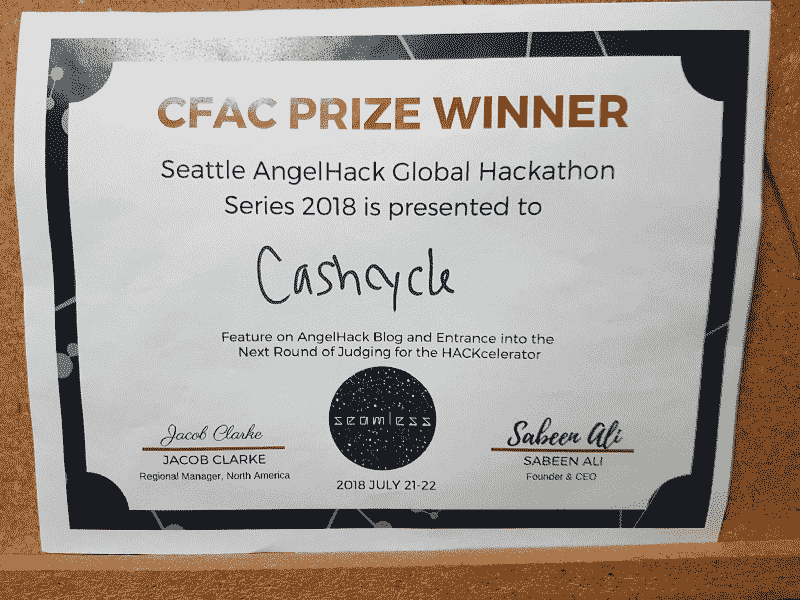 CFAC PRIZE WINNER
Seattle AngelHack Global Hackathon
Series 2018 is presented to
Cashcycle
Feature on AngelHack Blog and Entrance into the
Next Round of Judging for the HACKcelerator
seamless
Jacob Clarke
JACOB CLARKE
Regional Manager, North America
2018 JULY 21-22
Sabeen Ali
SABEEN ALI
Founder & CEO